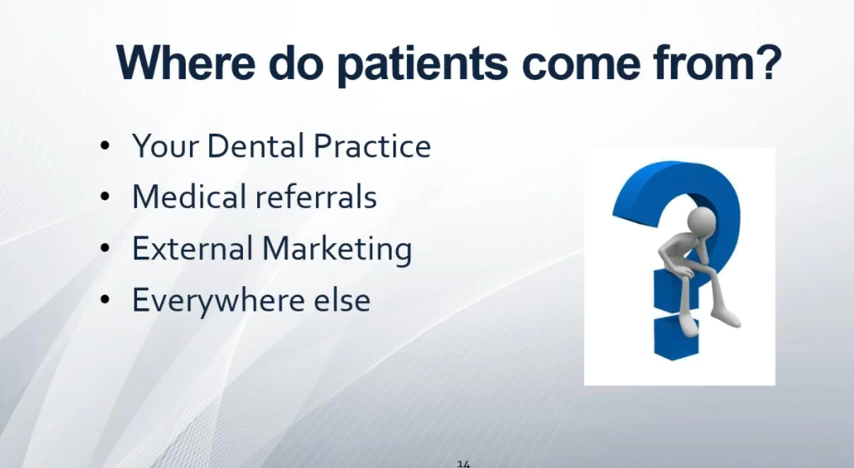 Where do patients come from?
• Your Dental Practice
• Medical referrals
• External Marketing
• Everywhere else
14